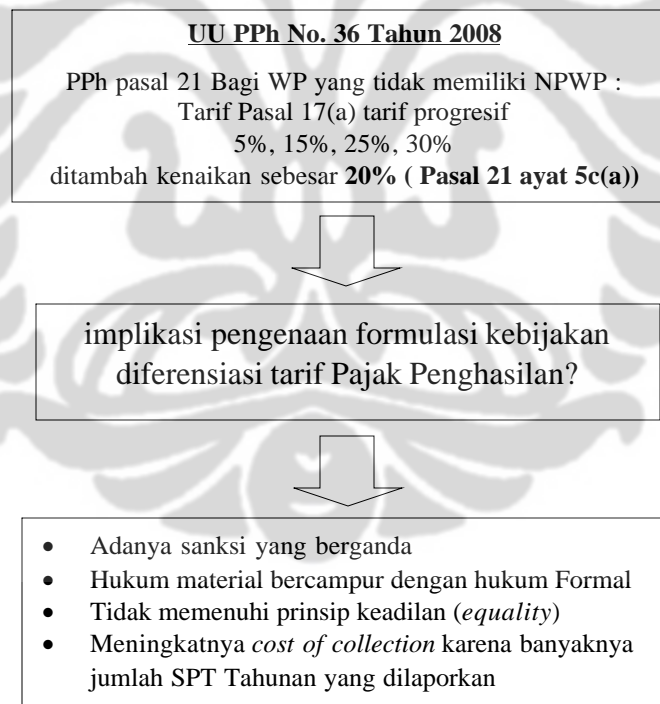 UU PPh No. 36 Tahun 2008
PPh pasal 21 Bagi WP yang tidak memiliki NPWP :
Tarif Pasal 17(a) tarif progresif
5%, 15%, 25%, 30%
ditambah kenaikan sebesar 20% ( Pasal 21 ayat 5c(a))
implikasi pengenaan formulasi kebijakan
diferensiasi tarif Pajak Penghasilan?
• Adanya sanksi yang berganda
• Hukum material bercampur dengan hukum Formal
• Tidak memenuhi prinsip keadilan (equality)
• Meningkatnya cost of collection karena banyaknya
jumlah SPT Tahunan yang dilaporkan